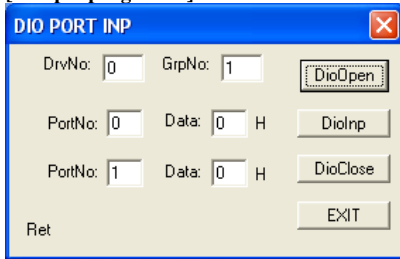 DIO PORT INP
DrvNo: 0 GrpNo: 1 DioOpen
PortNo: 0 Data: 0 H DioInp
PortNo: 1 Data: 0 H DioClose
EXIT
Ret